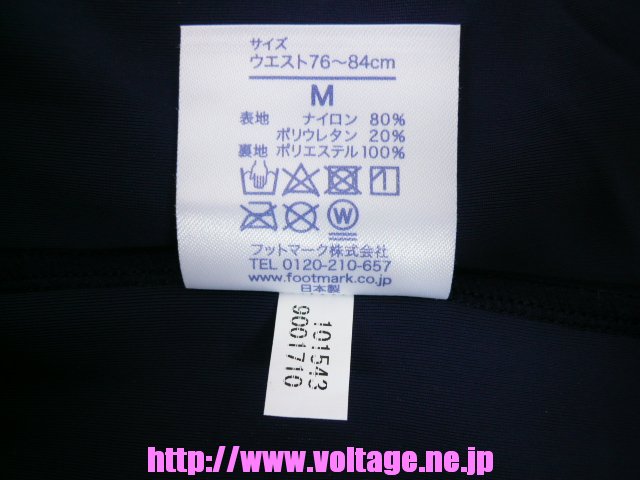 サイズ
ウエスト76～84cm
M
表地 ナイロン 80%
ポリウレタン 20%
裏地 ポリエステル 100%
W
フットマーク株式会社
TEL 0120-210-657
www.footmark.co.jp
日本製
101543
9001710
http://www.voltage.ne.jp